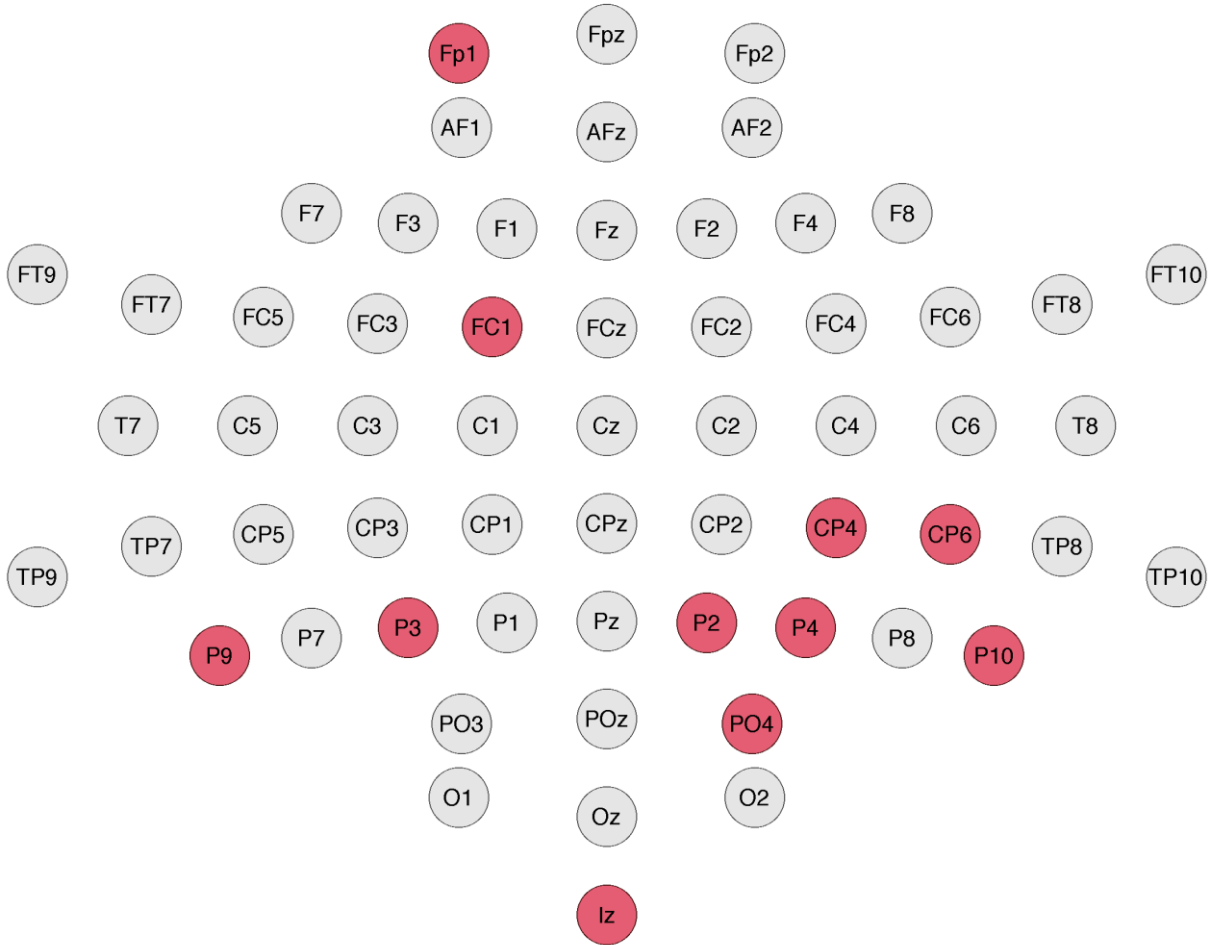 Fp1 Fpz Fp2
AF1 AFz AF2
F7 F3 F1 Fz F2 F4 F8
FT9 FT7 FC5 FC3 FC1 FCz FC2 FC4 FC6 FT8 FT10
T7 C5 C3 C1 Cz C2 C4 C6 T8
TP9 TP7 CP5 CP3 CP1 CPz CP2 CP4 CP6 TP8 TP10
P9 P7 P3 P1 Pz P2 P4 P8 P10
PO3 POz PO4
O1 Oz O2
Iz